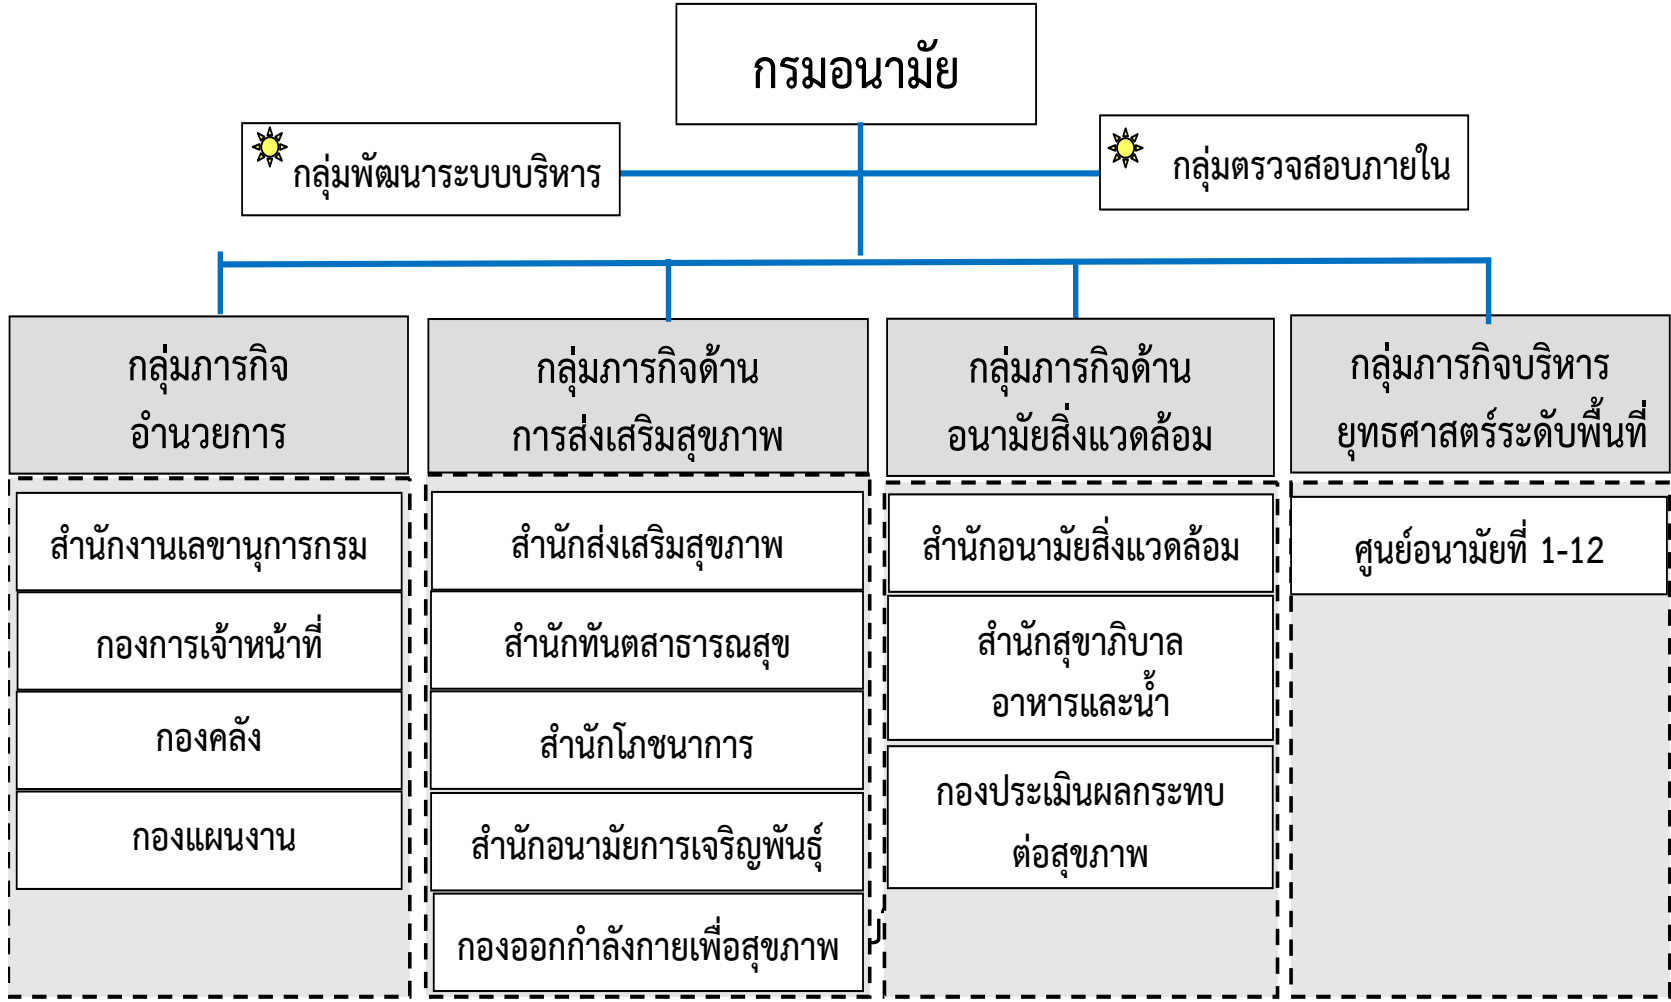 กรมอนามัย
กลุ่มพัฒนาระบบบริหาร
กลุ่มตรวจสอบภายใน
กลุ่มภารกิจ
อำนวยการ
สำนักงานเลขานุการกรม
กองการเจ้าหน้าที่
กองคลัง
กองแผนงาน
กลุ่มภารกิจด้าน
การส่งเสริมสุขภาพ
สำนักส่งเสริมสุขภาพ
สำนักทันตสาธารณสุข
สำนักโภชนาการ
สำนักอนามัยการเจริญพันธุ์
กองออกกำลังกายเพื่อสุขภาพ
กลุ่มภารกิจด้าน
อนามัยสิ่งแวดล้อม
สำนักอนามัยสิ่งแวดล้อม
สำนักสุขาภิบาล
อาหารและน้ำ
กองประเมินผลกระทบ
ต่อสุขภาพ
กลุ่มภารกิจบริหาร
ยุทธศาสตร์ระดับพื้นที่
ศูนย์อนามัยที่ 1-12